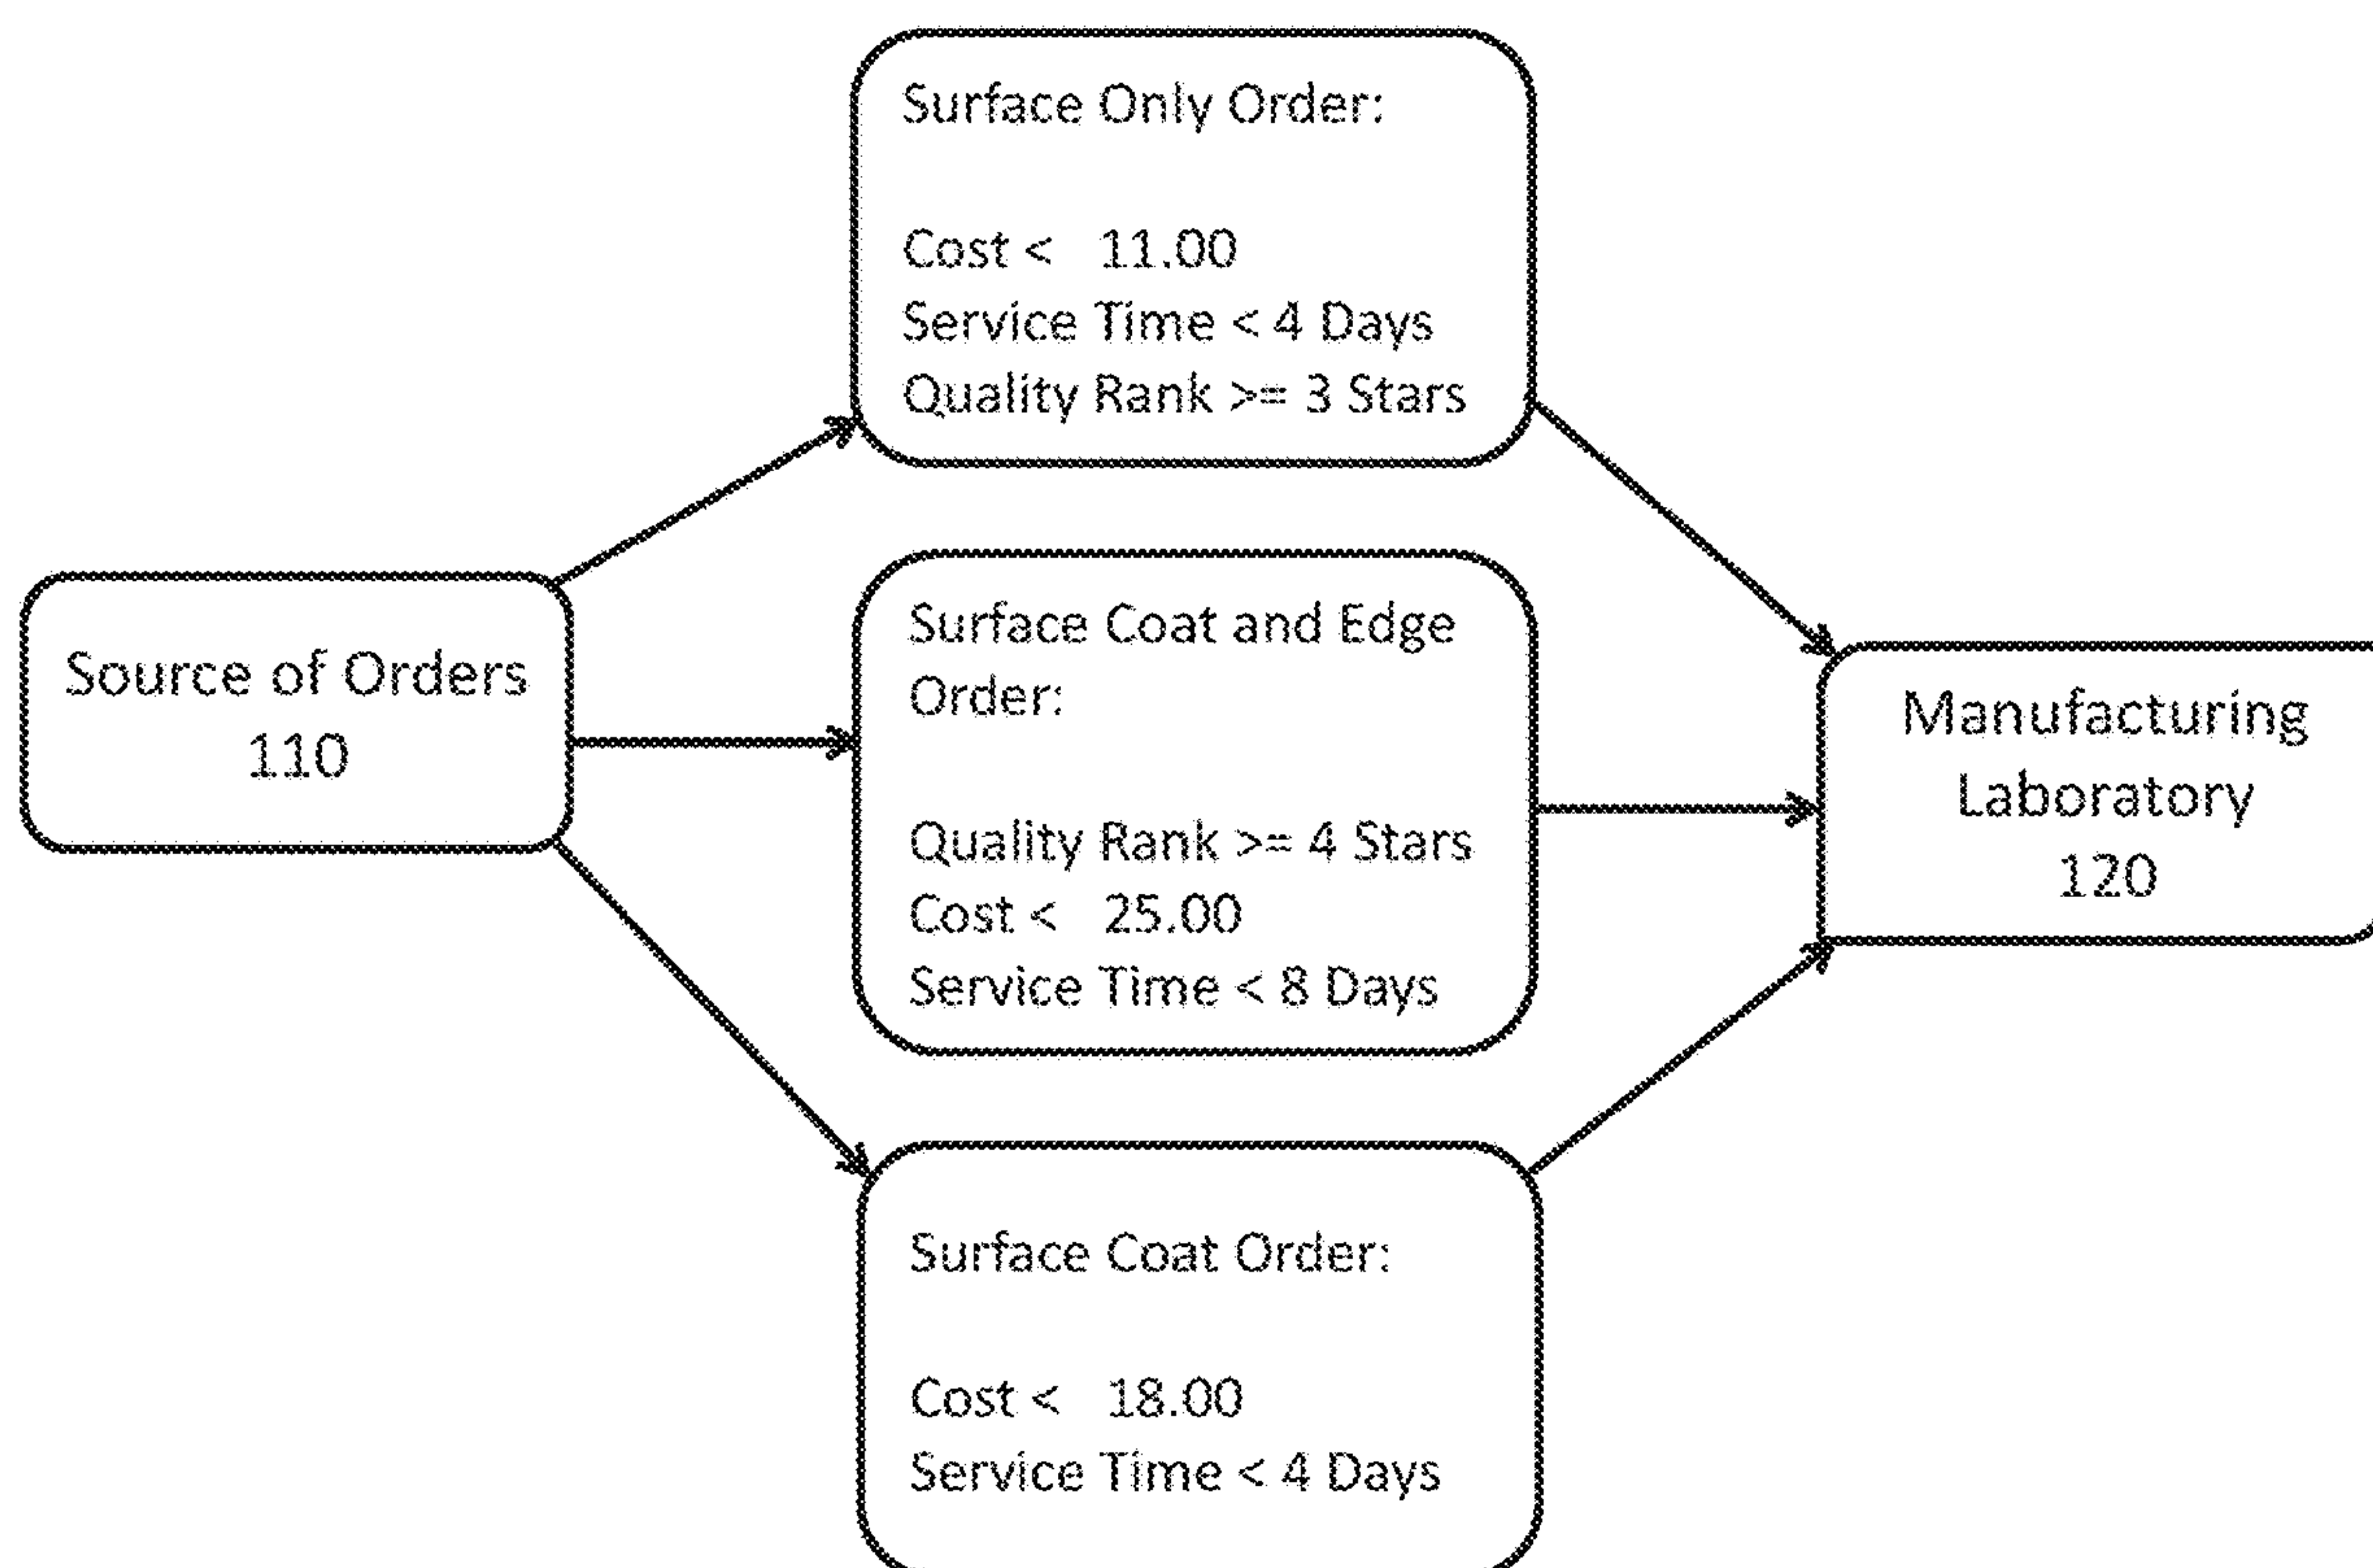 Surface Only Order:
Cost < 11.00
Service Time < 4 Days
Quality Rank >= 3 Stars
Source of Orders
110
Surface Coat and Edge
Order:
Quality Rank >= 4 Stars
Cost < 25.00
Service Time < 8 Days
Manufacturing
Laboratory
120
Surface Coat Order:
Cost < 18.00
Service Time < 4 Days